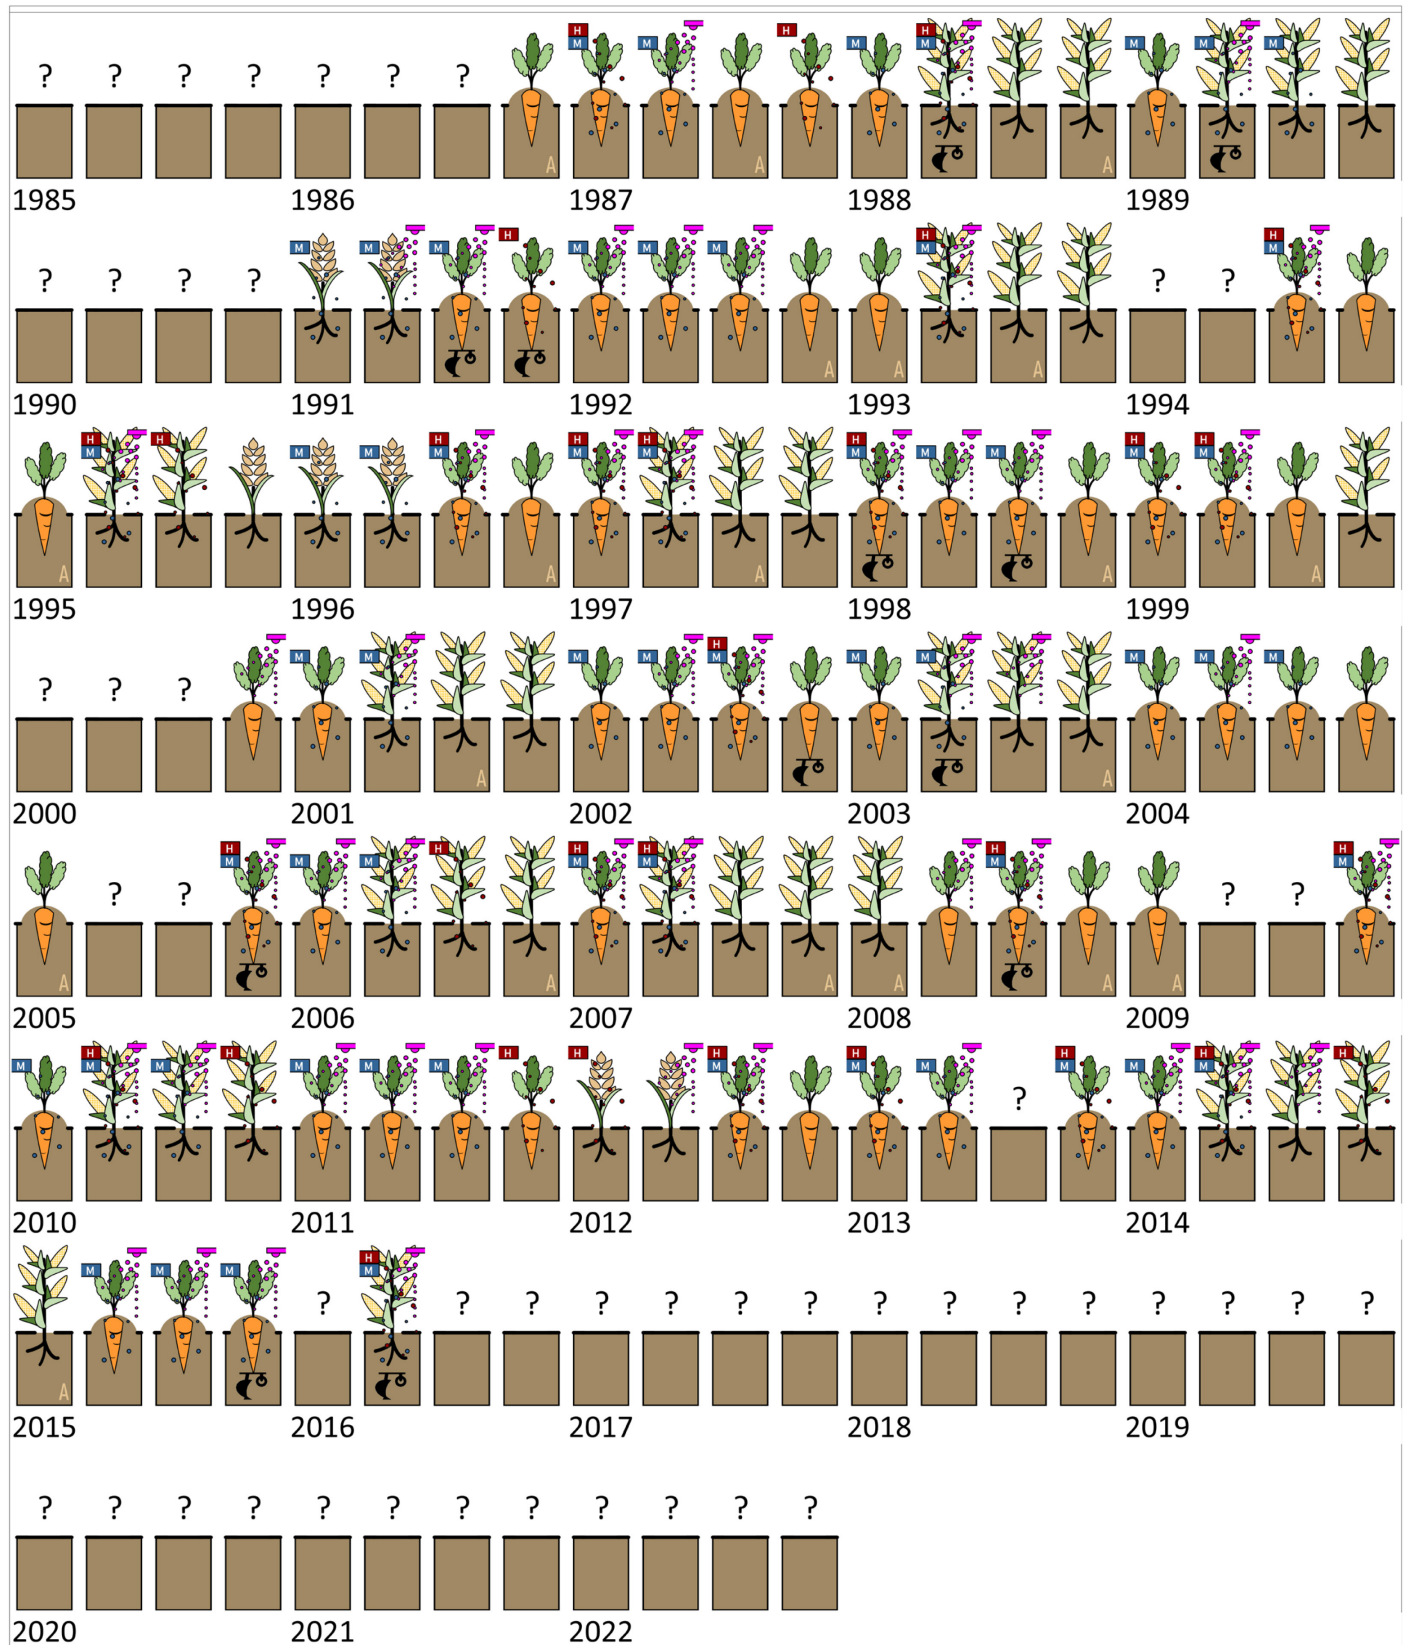 H H H
M M M M M M M
? ? ? ? ? ? ?
A A A
1985 1986 1987 1988 1989
H H H
M M M M M M M M
? ? ? ? ? ?
A A A
1990 1991 1992 1993 1994
H H H H H H H H
M M M M M M M M M M M
A A A A A
1995 1996 1997 1998 1999
H
M M M M M M M M M M
? ? ?
A A
2000 2001 2002 2003 2004
H H H H H H
M M M M M M M
? ? ? ?
A A A A A A
2005 2006 2007 2008 2009
H H H H H H H H H
M M M M M M M M M M M M
?
2010 2011 2012 2013 2014
H
M M M M
? ? ? ? ? ? ? ? ? ? ? ? ? ? ?
A
2015 2016 2017 2018 2019
? ? ? ? ? ? ? ? ? ? ? ?
2020 2021 2022